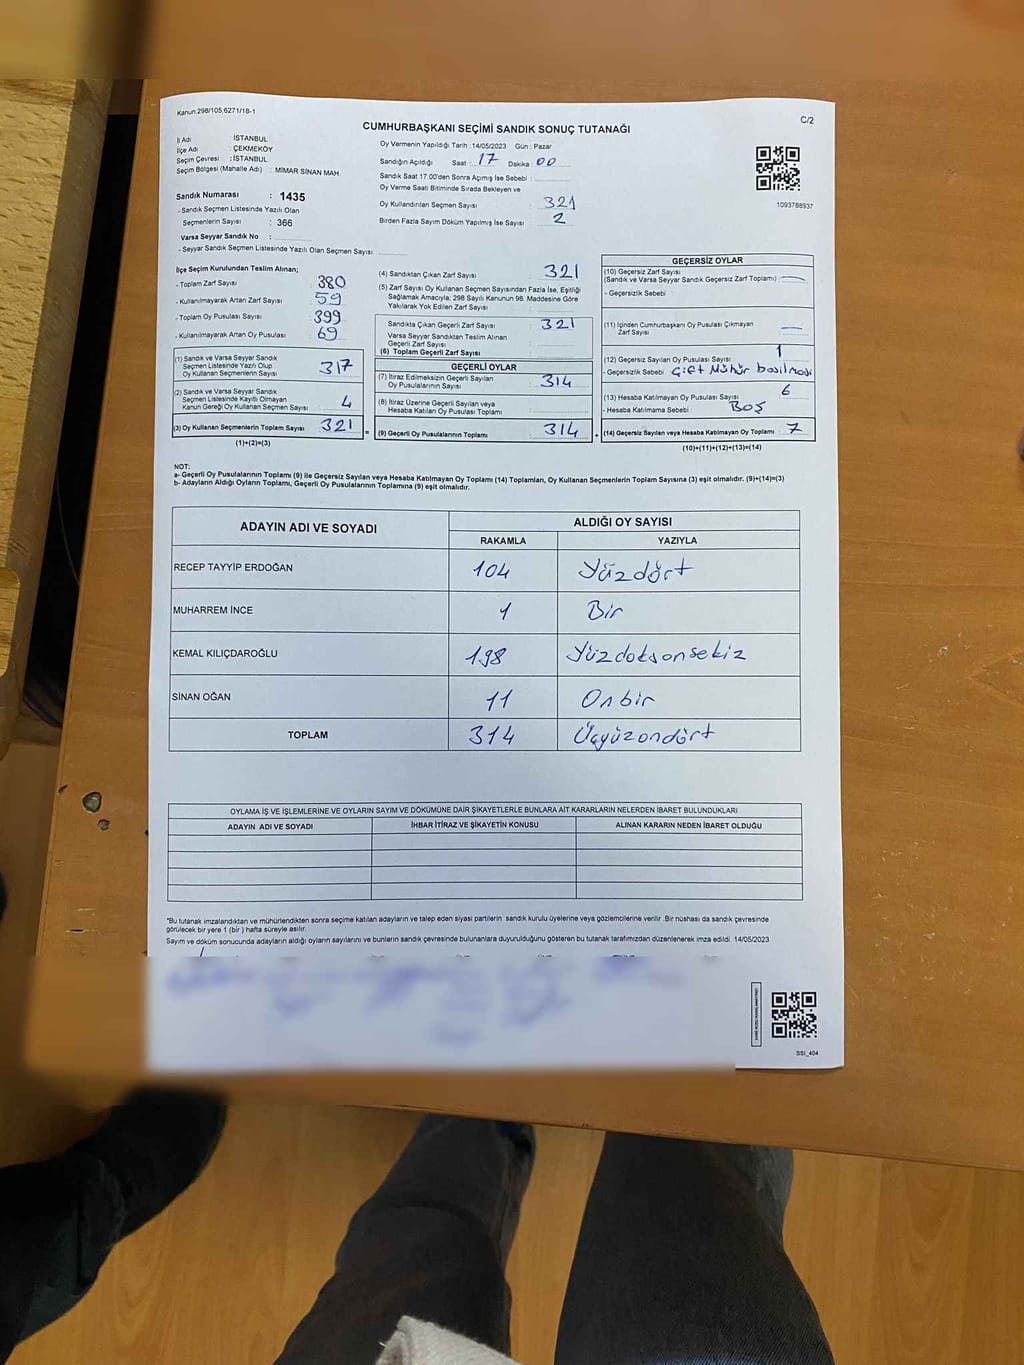 Kanun:298/105,6271/18-1
C/2
CUMHURBAŞKANI SEÇİMİ SANDIK SONUÇ TUTANAĞI
İl Adı : İSTANBUL
İlçe Adı : ÇEKMEKÖY
Seçim Çevresi : İSTANBUL
Seçim Bölgesi (Mahalle Adı) : MİMAR SİNAN MAH.
Sandık Numarası : 1435
- Sandık Seçmen Listesinde Yazılı Olan
Seçmenlerin Sayısı : 366
Varsa Seyyar Sandık No :
- Seyyar Sandık Seçmen Listesinde Yazılı Olan Seçmen Sayısı:
Oy Vermenin Yapıldığı Tarih :14/05/2023 Gün : Pazar
Sandığın Açıldığı Saat : 17 Dakika : 00
Sandık Saat 17.00'den Sonra Açımış İse Sebebi :
Oy Verme Saati Bitiminde Sırada Bekleyen ve
Oy Kullandırılan Seçmen Sayısı : 321
Birden Fazla Sayım Döküm Yapılmış İse Sayısı : 2
1093788937
İlçe Seçim Kurulundan Teslim Alınan;
- Toplam Zarf Sayısı : 380
- Kullanılmayarak Artan Zarf Sayısı : 59
- Toplam Oy Pusulası Sayısı : 399
- Kullanılmayarak Artan Oy Pusulası : 69
(1) Sandık ve Varsa Seyyar Sandık
Seçmen Listesinde Yazılı Olup
Oy Kullanan Seçmenlerin Sayısı : 317
(2) Sandık ve Varsa Seyyar Sandık
Seçmen Listesinde Kayıtlı Olmayan
Kanun Gereği Oy Kullanan Seçmen Sayısı : 4
(3) Oy Kullanan Seçmenlerin Toplam Sayısı : 321
(1)+(2)=(3)
(4) Sandıktan Çıkan Zarf Sayısı : 321
(5) Zarf Sayısı Oy Kullanan Seçmen Sayısından Fazla İse, Eşitliği
Sağlamak Amacıyla, 298 Sayılı Kanunun 98. Maddesine Göre
Yakılarak Yok Edilen Zarf Sayısı :
Sandıkta Çıkan Geçerli Zarf Sayısı : 321
Varsa Seyyar Sandıktan Teslim Alınan
Geçerli Zarf Sayısı :
(6) Toplam Geçerli Zarf Sayısı :
GEÇERLİ OYLAR
(7) İtiraz Edilmeksizin Geçerli Sayılan
Oy Pusulalarının Sayısı : 314
(8) İtiraz Üzerine Geçerli Sayılan veya
Hesaba Katılan Oy Pusulası Toplamı :
= (9) Geçerli Oy Pusulalarının Toplamı : 314 +
GEÇERSİZ OYLAR
(10) Geçersiz Zarf Sayısı
(Sandık ve Varsa Seyyar Sandık Geçersiz Zarf Toplamı) : —
- Geçersizlik Sebebi :
(11) İçinden Cumhurbaşkanı Oy Pusulası Çıkmayan
Zarf Sayısı : —
(12) Geçersiz Sayılan Oy Pusulası Sayısı : 1
- Geçersizlik Sebebi : Çift Mühür basılması
(13) Hesaba Katılmayan Oy Pusulası Sayısı : 6
- Hesaba Katılmama Sebebi : Boş
(14) Geçersiz Sayılan veya Hesaba Katılmayan Oy Toplamı : 7
(10)+(11)+(12)+(13)=(14)
NOT:
a- Geçerli Oy Pusulalarının Toplamı (9) ile Geçersiz Sayılan veya Hesaba Katılmayan Oy Toplamı (14) Toplamları, Oy Kullanan Seçmenlerin Toplam Sayısına (3) eşit olmalıdır. (9)+(14)=(3)
b- Adayların Aldığı Oyların Toplamı, Geçerli Oy Pusulalarının Toplamına (9) eşit olmalıdır.
ADAYIN ADI VE SOYADI ALDIĞI OY SAYISI
RAKAMLA YAZIYLA
RECEP TAYYİP ERDOĞAN 104 Yüzdört
MUHARREM İNCE 1 Bir
KEMAL KILIÇDAROĞLU 198 Yüzdoksonsekiz
SİNAN OĞAN 11 Onbir
TOPLAM 314 Üçyüzondört
OYLAMA İŞ VE İŞLEMLERİNE VE OYLARIN SAYIM VE DÖKÜMÜNE DAİR ŞİKAYETLERLE BUNLARA AİT KARARLARIN NELERDEN İBARET BULUNDUKLARI
ADAYIN ADI VE SOYADI İHBAR İTİRAZ VE ŞİKAYETİN KONUSU ALINAN KARARIN NEDEN İBARET OLDUĞU
*Bu tutanak imzalandıktan ve mühürlendikten sonra seçime katılan adayların ve talep eden siyasi partilerin sandık kurulu üyelerine veya gözlemcilerine verilir .Bir nüshası da sandık çevresinde
görülecek bir yere 1 (bir ) hafta süreyle asılır.
Sayım ve döküm sonucunda adayların aldığı oyların sayılarını ve bunların sandık çevresinde bulunanlara duyurulduğunu gösteren bu tutanak tarafımızdan düzenlenerek imza edildi. 14/05/2023
SSİ_404